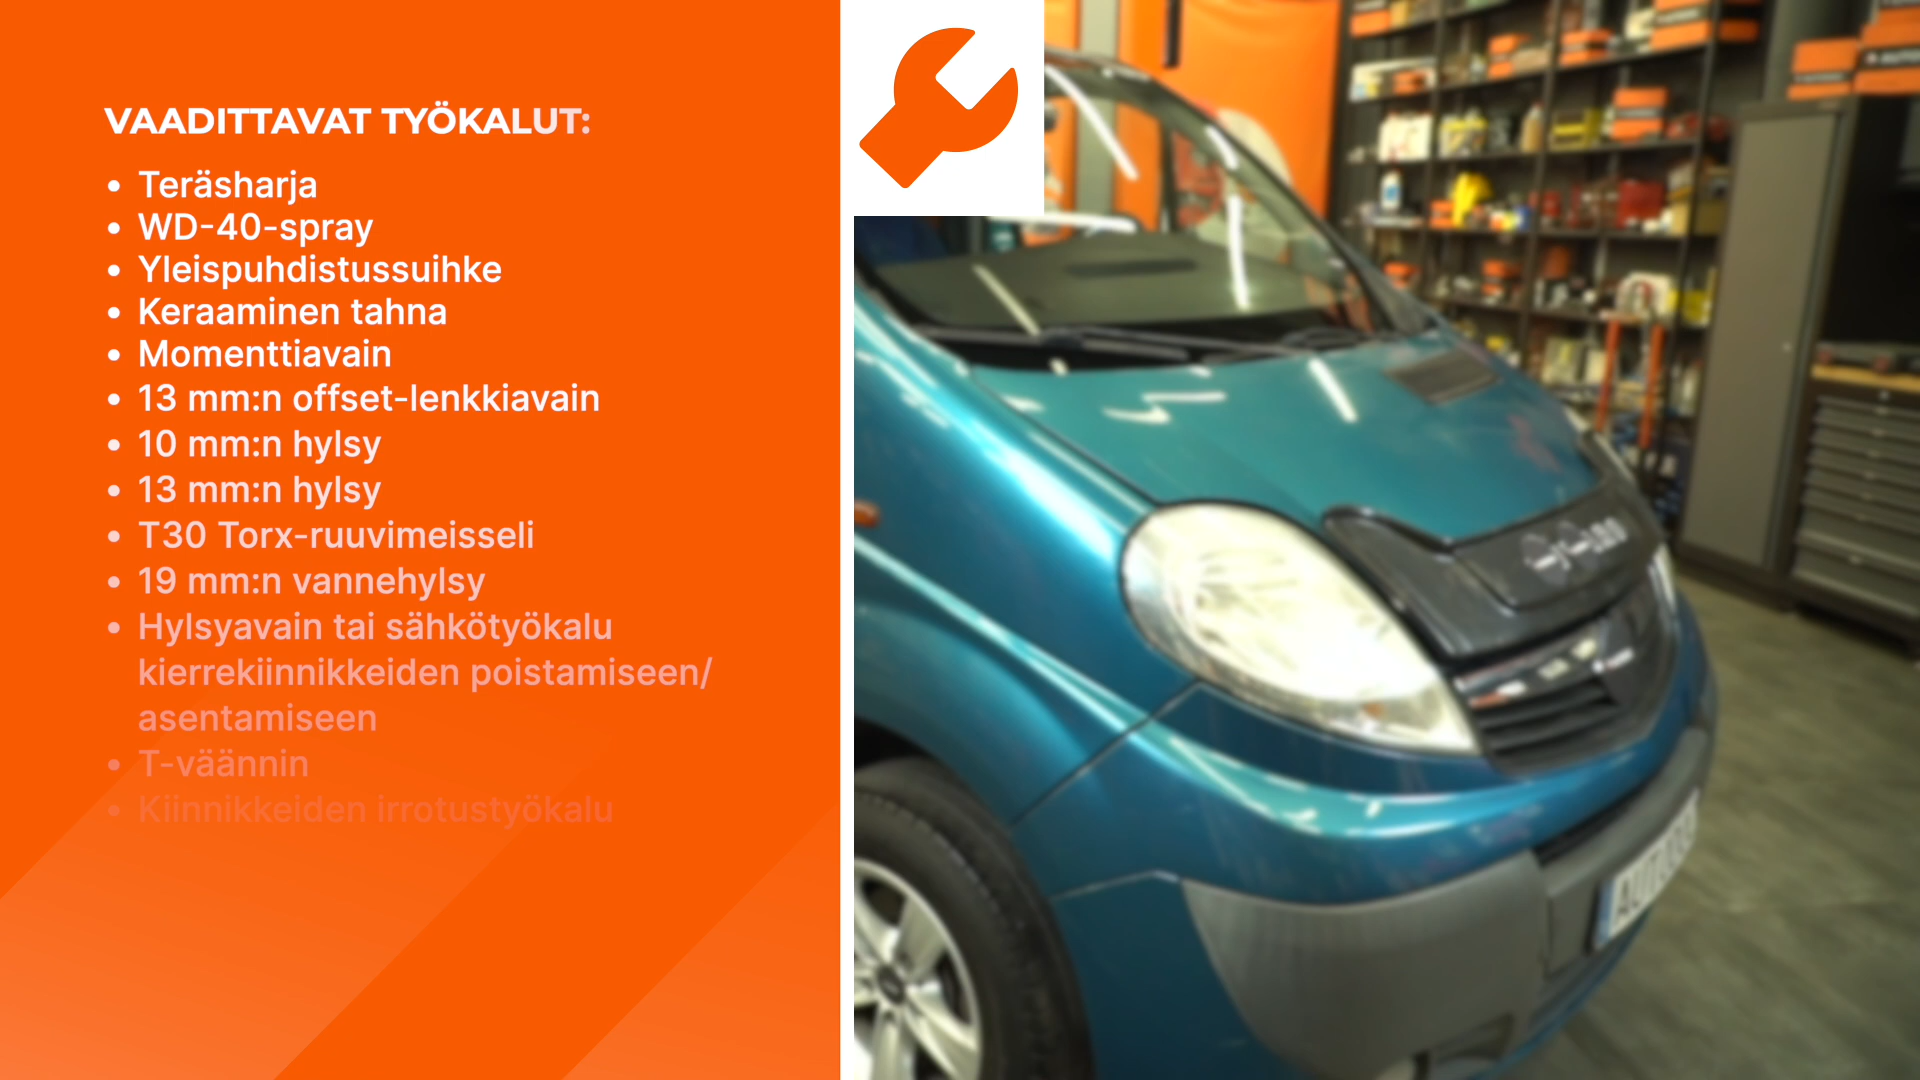 VAADITTAVAT TYÖKALUT:
• Teräsharja
• WD-40-spray
• Yleispuhdistussuihke
• Keraaminen tahna
• Momenttiavain
• 13 mm:n offset-lenkkiavain
• 10 mm:n hylsy
• 13 mm:n hylsy
• T30 Torx-ruuvimeisseli
• 19 mm:n vannehylsy
• Hylsyavain tai sähkötyökalu
kierrekiinnikkeiden poistamiseen/
asentamiseen
• T-väännin
• Kiinnikkeiden irrotustyökalu